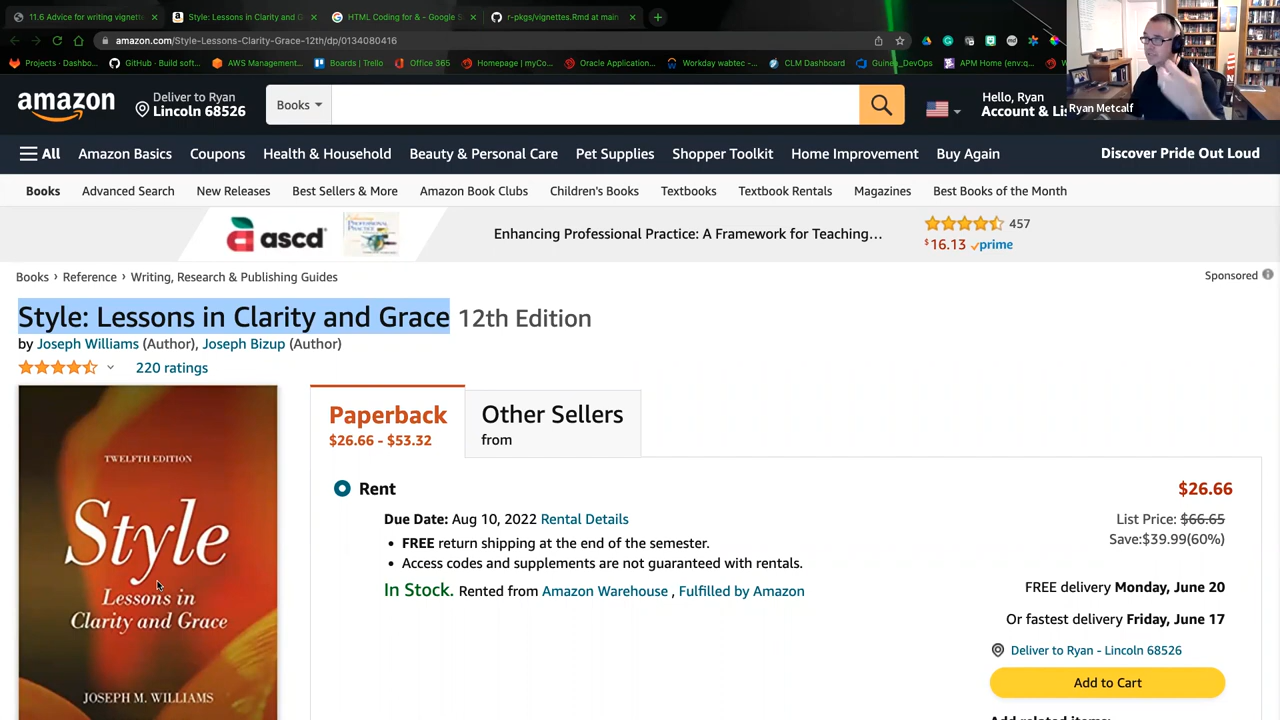 11.6 Advice for writing vignett
Style: Lessons in Clarity and G
HTML Coding for & - Google S
r-pkgs/vignettes.Rmd at main
amazon.com/Style-Lessons-Clarity-Grace-12th/dp/0134080416
Projects - Dashbo...
GitHub · Build soft...
AWS Management...
Boards | Trello
Office 365
Homepage | myCo...
Oracle Application...
Workday wabtec -...
CLM Dashboard
Guinea_DevOps
APM Home (env:q...
Ryan Metcalf
amazon
Deliver to Ryan
Lincoln 68526
Books
Hello, Ryan
Account & Li
All
Amazon Basics
Coupons
Health & Household
Beauty & Personal Care
Pet Supplies
Shopper Toolkit
Home Improvement
Buy Again
Discover Pride Out Loud
Books
Advanced Search
New Releases
Best Sellers & More
Amazon Book Clubs
Children's Books
Textbooks
Textbook Rentals
Magazines
Best Books of the Month
ascd
Enhancing Professional Practice: A Framework for Teaching...
457
$16.13 prime
Books › Reference › Writing, Research & Publishing Guides
Sponsored
Style: Lessons in Clarity and Grace 12th Edition
by Joseph Williams (Author), Joseph Bizup (Author)
220 ratings
TWELFTH EDITION
Style
Lessons in
Clarity and Grace
JOSEPH M. WILLIAMS
Paperback
$26.66 - $53.32
Other Sellers
from
Rent
$26.66
Due Date: Aug 10, 2022 Rental Details
• FREE return shipping at the end of the semester.
• Access codes and supplements are not guaranteed with rentals.
In Stock. Rented from Amazon Warehouse , Fulfilled by Amazon
List Price: $66.65
Save:$39.99(60%)
FREE delivery Monday, June 20
Or fastest delivery Friday, June 17
Deliver to Ryan - Lincoln 68526
Add to Cart